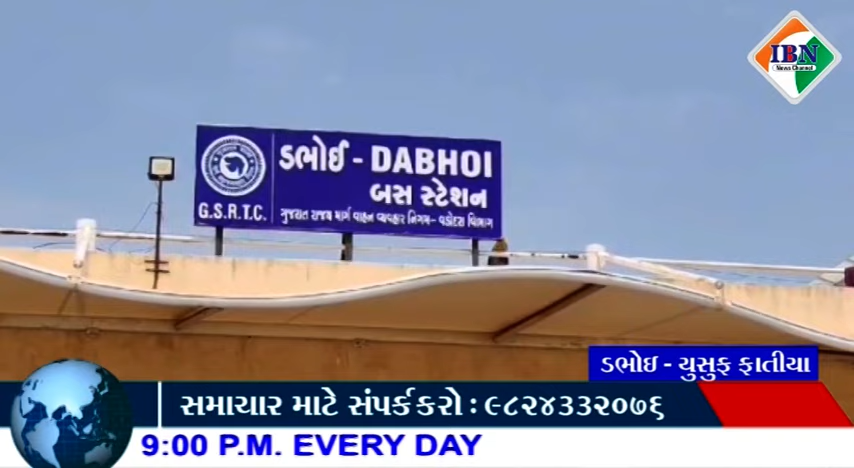 IBN
News Channel
ડભોઈ - DABHOI
બસ સ્ટેશન
G.S.R.T.C.
ગુજરાત રાજ્ય માર્ગ વાહન વ્યવહાર નિગમ - વડોદરા વિભાગ
ડભોઇ - યુસુફ ફાતીયા
સમાચાર માટે સંપર્ક કરો : ૯૮૨૪૩૩૨૦૭૬
9:00 P.M. EVERY DAY